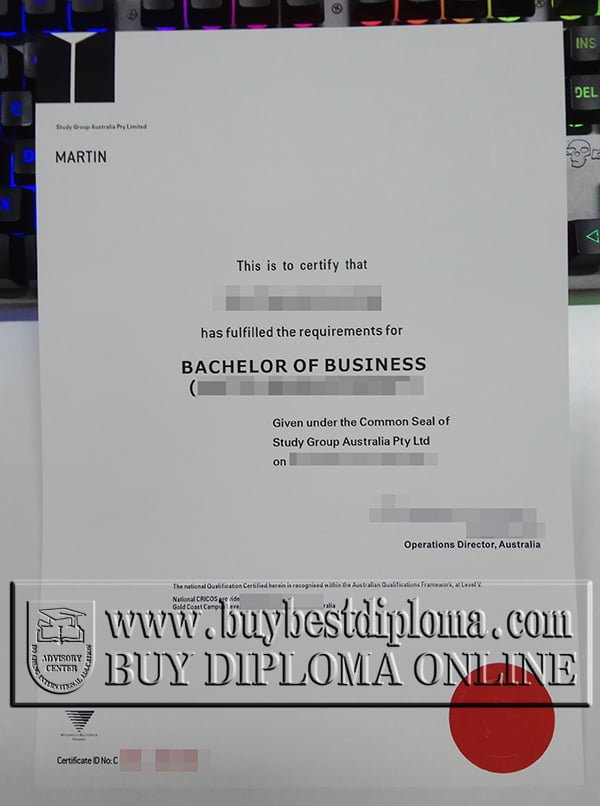 INS
DEL
Study Group Australia Pty Limited
MARTIN
This is to certify that
has fulfilled the requirements for
BACHELOR OF BUSINESS
(
Given under the Common Seal of
Study Group Australia Pty Ltd
on
Operations Director, Australia
The national Qualification Certified herein is recognised within the Australian Qualifications Framework, at Level V.
National CRICOS provide
Gold Coast Campus Leve ralia
www.buybestdiploma.com
BUY DIPLOMA ONLINE
ADVISORY
CENTER
Certificate ID No: C